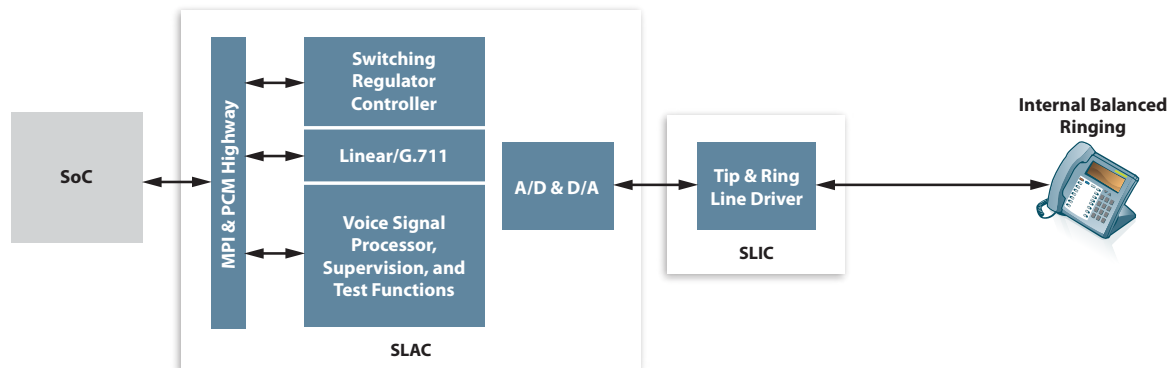 SoC
MPI & PCM Highway
Switching
Regulator
Controller
Linear/G.711
Voice Signal
Processor,
Supervision, and
Test Functions
SLAC
A/D & D/A
Tip & Ring
Line Driver
SLIC
Internal Balanced
Ringing